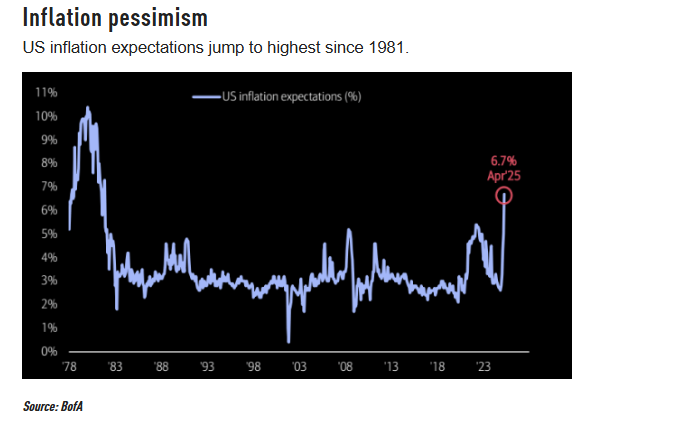 Inflation pessimism
US inflation expectations jump to highest since 1981.
11%
US inflation expectations (%)
10%
9%
8%
6.7%
Apr'25
7%
6%
5%
4%
3%
2%
1%
0%
'78 '83 '88 '93 '98 '03 '08 '13 '18 '23
Source: BofA